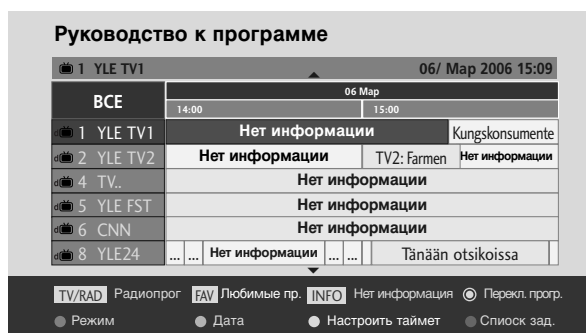 Руководство к программе
1 YLE TV1 06/ Мар 2006 15:09
ВСЕ 06 Мар
14:00 15:00
1 YLE TV1 Нет информации Kungskonsumente
2 YLE TV2 Нет информации TV2: Farmen Нет информации
4 TV.. Нет информации
5 YLE FST Нет информации
6 CNN Нет информации
8 YLE24 ... ... Нет информации ... ... Tänään otsikoissa
TV/RAD Радиопрог FAV Любимые пр. INFO Нет информация Перекл. прогр.
Режим Дата Настроить таймет Списоск зад.